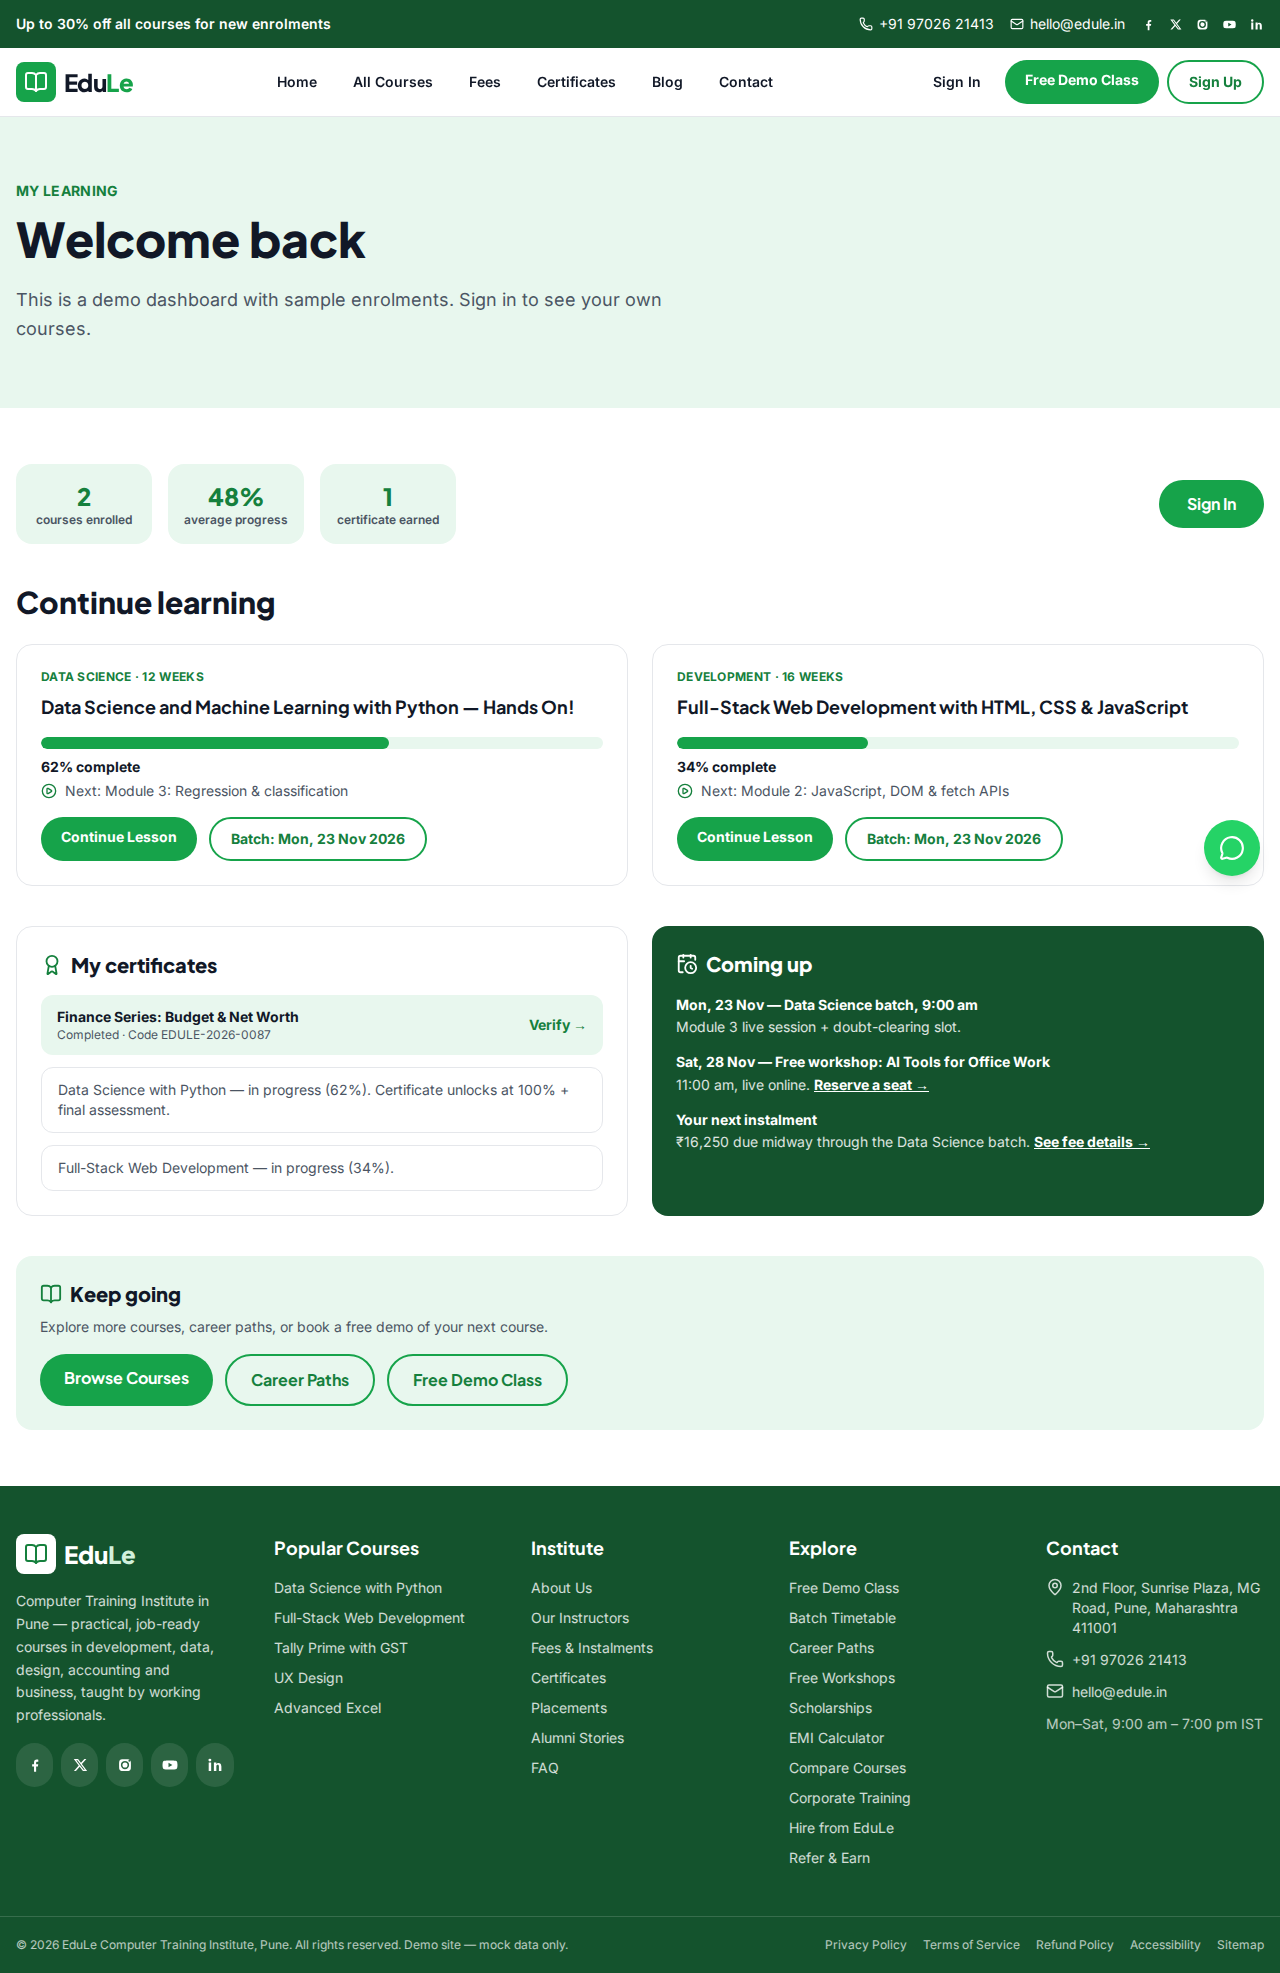 Up to 30% off all courses for new enrolments
+91 97026 21413
hello@edule.in
EduLe
Home
All Courses
Fees
Certificates
Blog
Contact
Sign In
Free Demo Class
Sign Up
MY LEARNING
Welcome back
This is a demo dashboard with sample enrolments. Sign in to see your own
courses.
2
courses enrolled
48%
average progress
1
certificate earned
Sign In
Continue learning
DATA SCIENCE · 12 WEEKS
Data Science and Machine Learning with Python — Hands On!
62% complete
Next: Module 3: Regression & classification
Continue Lesson
Batch: Mon, 23 Nov 2026
DEVELOPMENT · 16 WEEKS
Full-Stack Web Development with HTML, CSS & JavaScript
34% complete
Next: Module 2: JavaScript, DOM & fetch APIs
Continue Lesson
Batch: Mon, 23 Nov 2026
My certificates
Finance Series: Budget & Net Worth
Completed · Code EDULE-2026-0087
Verify →
Data Science with Python — in progress (62%). Certificate unlocks at 100% +
final assessment.
Full-Stack Web Development — in progress (34%).
Coming up
Mon, 23 Nov — Data Science batch, 9:00 am
Module 3 live session + doubt-clearing slot.
Sat, 28 Nov — Free workshop: AI Tools for Office Work
11:00 am, live online. Reserve a seat →
Your next instalment
₹16,250 due midway through the Data Science batch. See fee details →
Keep going
Explore more courses, career paths, or book a free demo of your next course.
Browse Courses
Career Paths
Free Demo Class
EduLe
Computer Training Institute in
Pune — practical, job-ready
courses in development, data,
design, accounting and
business, taught by working
professionals.
Popular Courses
Data Science with Python
Full-Stack Web Development
Tally Prime with GST
UX Design
Advanced Excel
Institute
About Us
Our Instructors
Fees & Instalments
Certificates
Placements
Alumni Stories
FAQ
Explore
Free Demo Class
Batch Timetable
Career Paths
Free Workshops
Scholarships
EMI Calculator
Compare Courses
Corporate Training
Hire from EduLe
Refer & Earn
Contact
2nd Floor, Sunrise Plaza, MG
Road, Pune, Maharashtra
411001
+91 97026 21413
hello@edule.in
Mon–Sat, 9:00 am – 7:00 pm IST
© 2026 EduLe Computer Training Institute, Pune. All rights reserved. Demo site — mock data only.
Privacy Policy
Terms of Service
Refund Policy
Accessibility
Sitemap